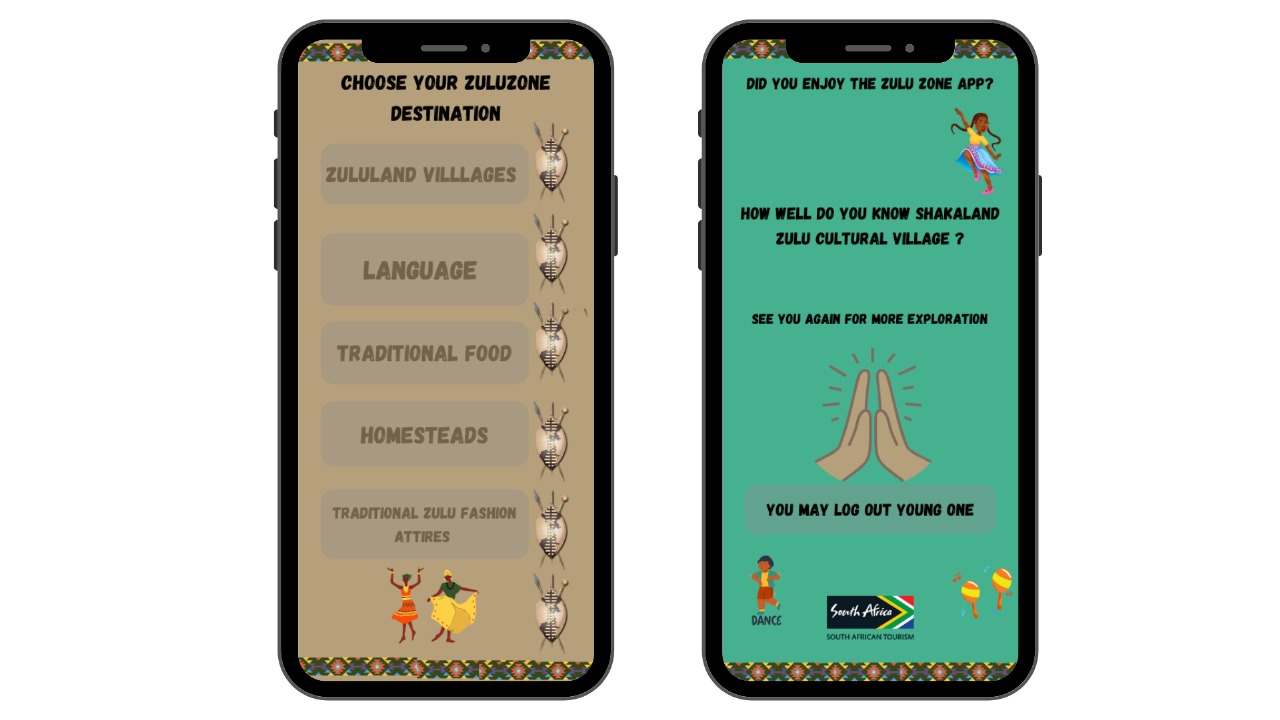 CHOOSE YOUR ZULUZONE
DESTINATION
ZULULAND VILLLAGES
LANGUAGE
TRADITIONAL FOOD
HOMESTEADS
TRADITIONAL ZULU FASHION
ATTIRES
DID YOU ENJOY THE ZULU ZONE APP?
HOW WELL DO YOU KNOW SHAKALAND
ZULU CULTURAL VILLAGE ?
SEE YOU AGAIN FOR MORE EXPLORATION
YOU MAY LOG OUT YOUNG ONE
DANCE
South Africa
SOUTH AFRICAN TOURISM